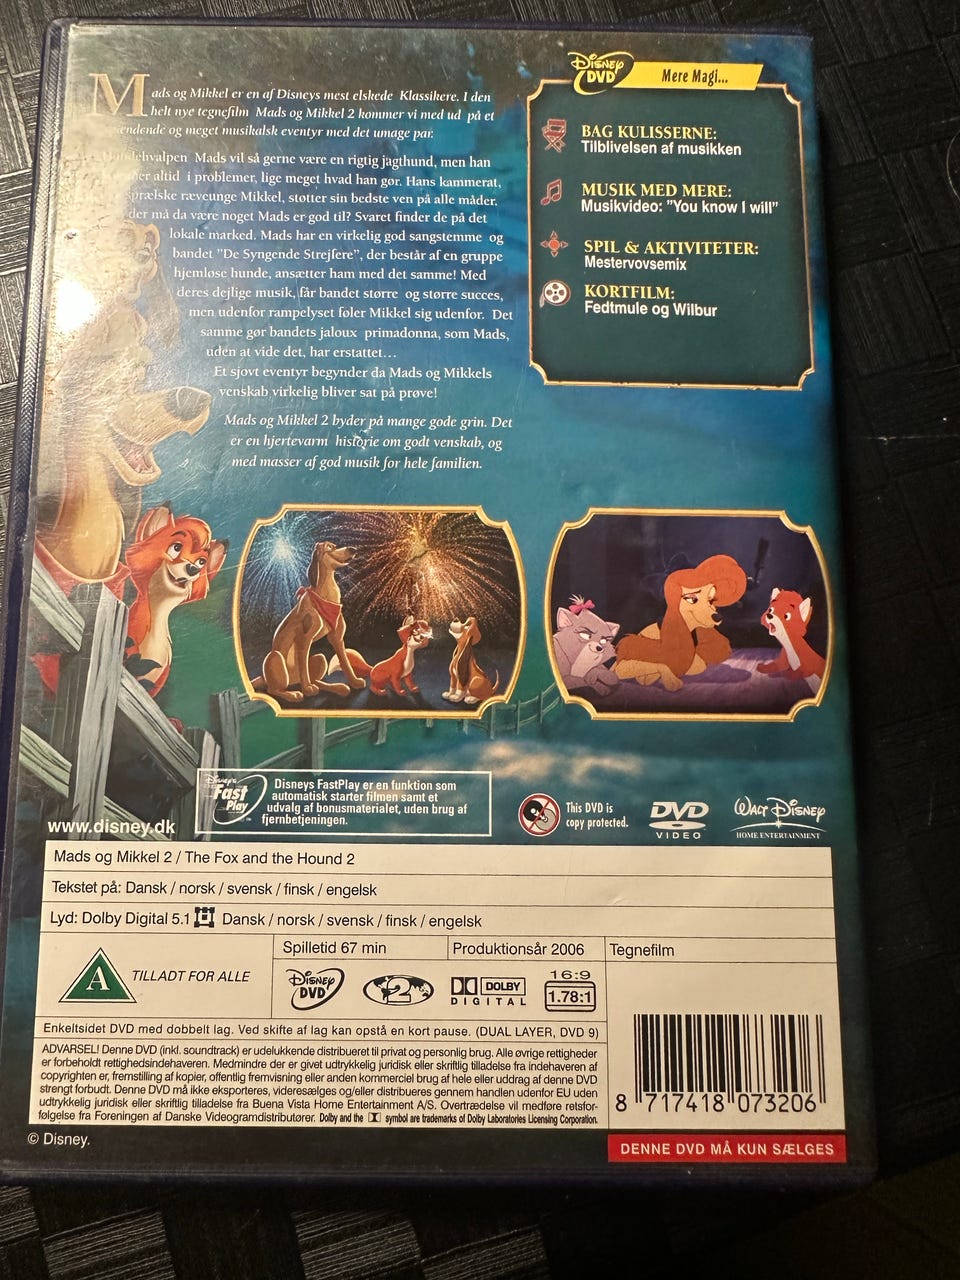 Mads og Mikkel er en af Disneys mest elskede Klassikere. I den
helt nye tegnefilm Mads og Mikkel 2 kommer vi med ud på et
og meget musikalsk eventyr med det umage par.
Mads vil så gerne være en rigtig jagthund, men han
altid i problemer, lige meget hvad han gør. Hans kammerat,
ræveunge Mikkel, støtter sin bedste ven på alle måder.
der må da være noget Mads er god til? Svaret finder de på det
lokale marked. Mads har en virkelig god sangstemme og
bandet "De Syngende Strejfere", der består af en gruppe
hjemløse hunde, ansætter ham med det samme! Med
deres dejlige musik, får bandet større og større succes,
men udenfor rampelyset føler Mikkel sig udenfor. Det
samme gør bandets jaloux primadonna, som Mads,
uden at vide det, har erstattet...
Et sjovt eventyr begynder da Mads og Mikkels
venskab virkelig bliver sat på prøve!
Mads og Mikkel 2 byder på mange gode grin. Det
er en hjertevarm historie om godt venskab, og
med masser af god musik for hele familien.
Disney DVD Mere Magi...
BAG KULISSERNE:
Tilblivelsen af musikken
MUSIK MED MERE:
Musikvideo: "You know I will"
SPIL & AKTIVITETER:
Mestervovsemix
KORTFILM:
Fedtmule og Wilbur
www.disney.dk
Disney's Fast Play
Disneys FastPlay er en funktion som
automatisk starter filmen samt et
udvalg af bonusmaterialet, uden brug af
fjernbetjeningen.
This DVD is
copy protected.
DVD VIDEO
Walt Disney
HOME ENTERTAINMENT
Mads og Mikkel 2 / The Fox and the Hound 2
Tekstet på: Dansk / norsk / svensk / finsk / engelsk
Lyd: Dolby Digital 5.1 Dansk / norsk / svensk / finsk / engelsk
A TILLADT FOR ALLE
Spilletid 67 min
Produktionsår 2006
Tegnefilm
Disney DVD
2
DOLBY DIGITAL
16:9
1.78:1
Enkeltsidet DVD med dobbelt lag. Ved skifte af lag kan opstå en kort pause. (DUAL LAYER, DVD 9)
ADVARSEL! Denne DVD (inkl. soundtrack) er udelukkende distribueret til privat og personlig brug. Alle øvrige rettigheder
er forbeholdt rettighedsindehaveren. Medmindre der er givet udtrykkelig juridisk eller skriftlig tilladelse fra indehaveren af
copyrighten er, fremstilling af kopier, offentlig fremvisning eller anden kommerciel brug af hele eller uddrag af denne DVD
strengt forbudt. Denne DVD må ikke eksporteres, videresælges og/eller distribueres gennem handlen udenfor EU uden
udtrykkelig juridisk eller skriftlig tilladelse fra Buena Vista Home Entertainment A/S. Overtrædelse vil medføre retsfor-
følgelse fra Foreningen af Danske Videogramdistributører. Dolby and the symbol are trademarks of Dolby Laboratories Licensing Corporation.
8 717418 073206
© Disney.
DENNE DVD MÅ KUN SÆLGES